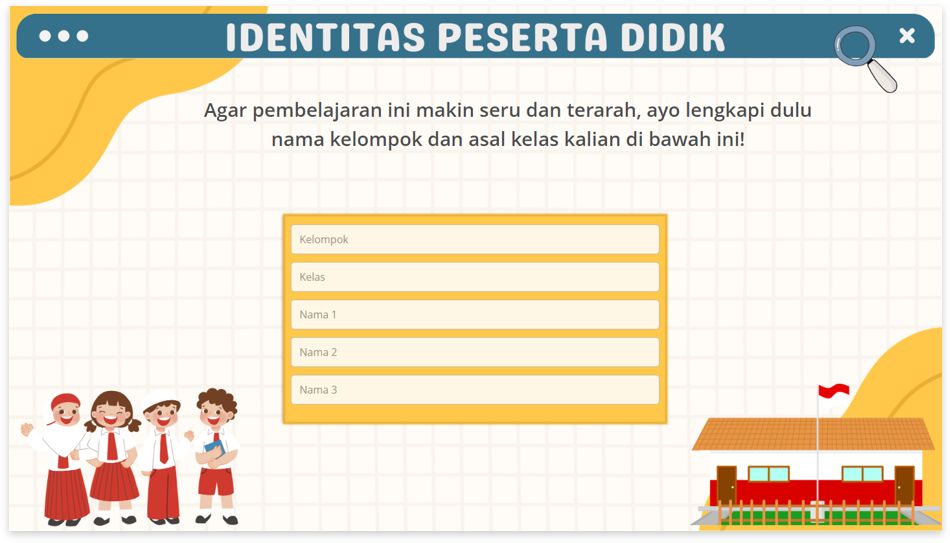 IDENTITAS PESERTA DIDIK
Agar pembelajaran ini makin seru dan terarah, ayo lengkapi dulu
nama kelompok dan asal kelas kalian di bawah ini!
Kelompok
Kelas
Nama 1
Nama 2
Nama 3